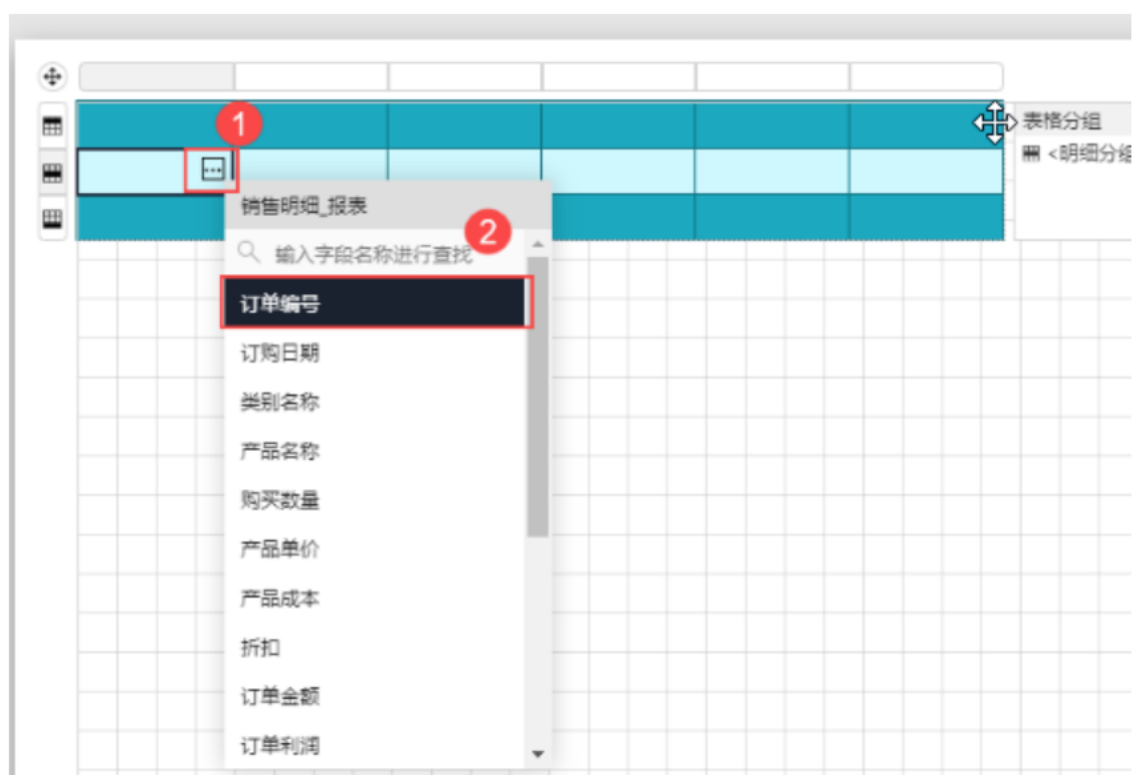 1
表格分组
<明细分组
销售明细_报表
2
输入字段名称进行查找
订单编号
订购日期
类别名称
产品名称
购买数量
产品单价
产品成本
折扣
订单金额
订单利润